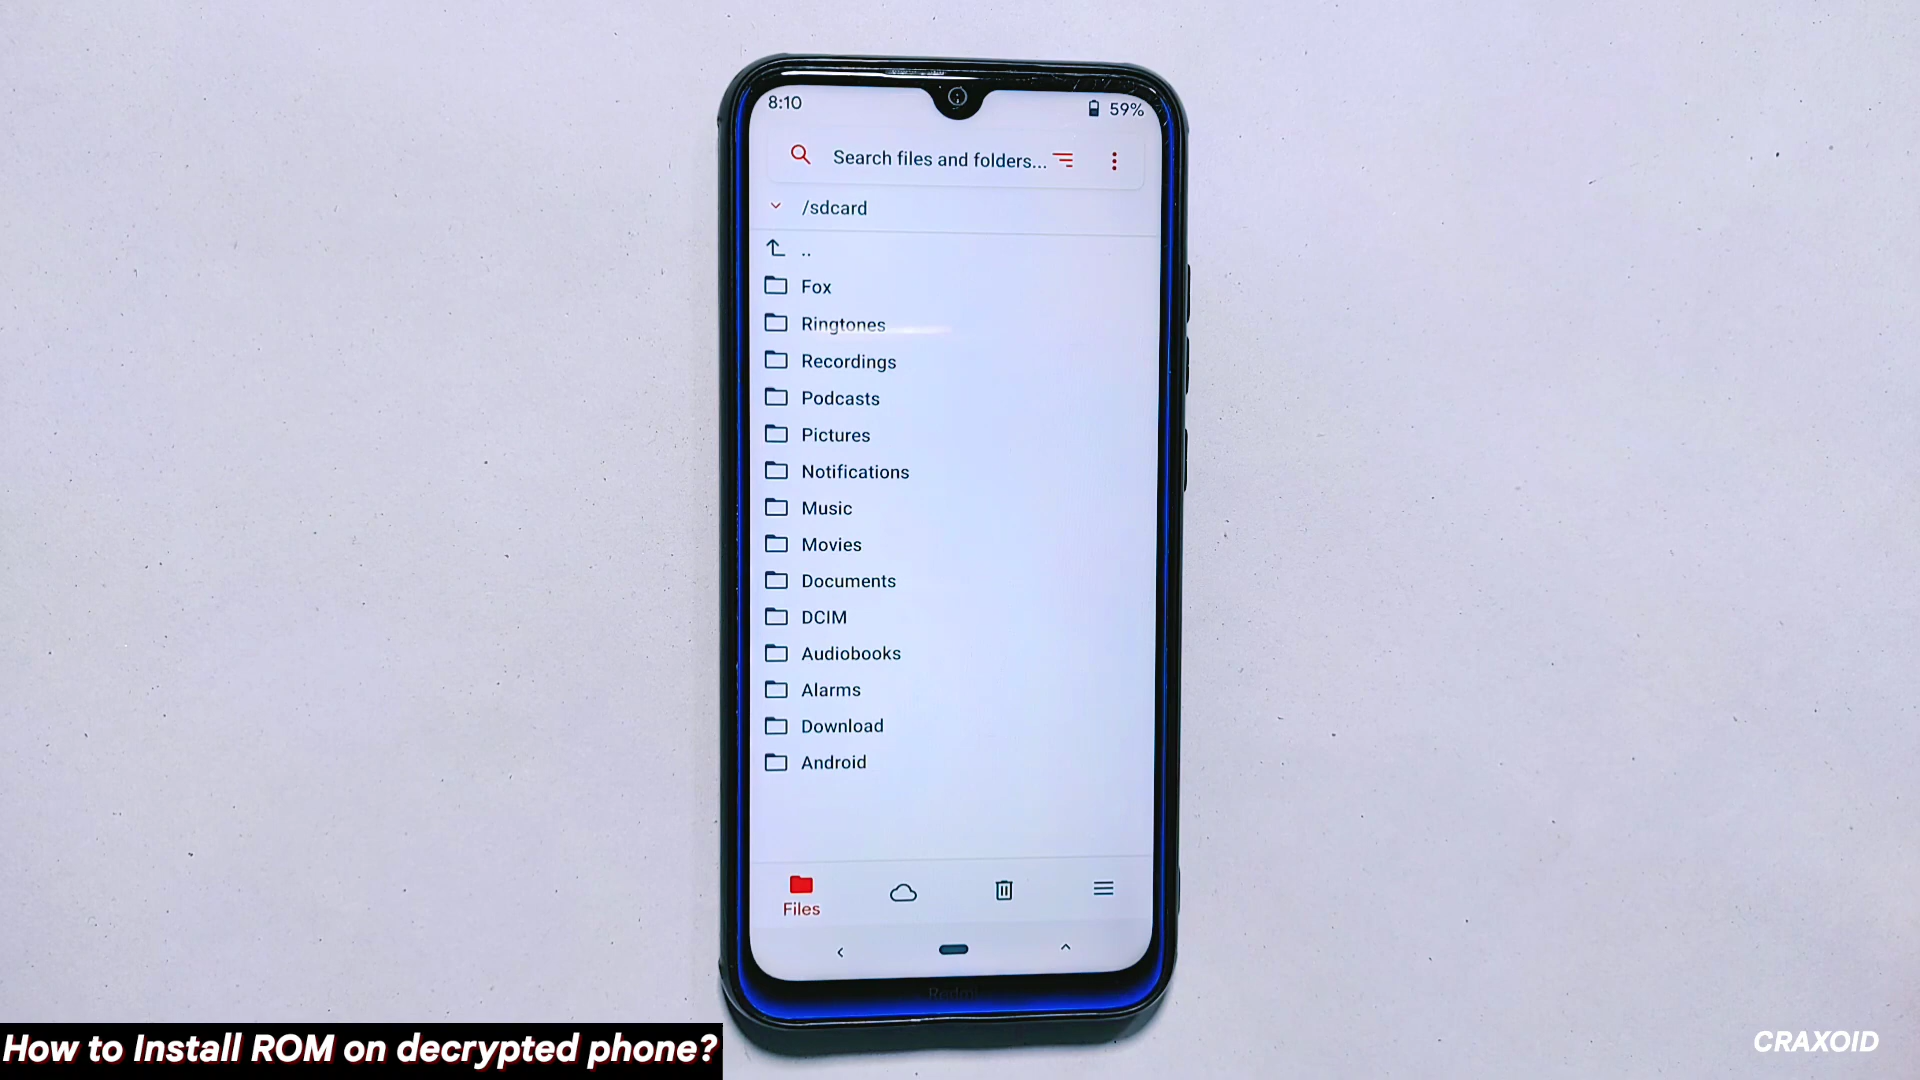 8:10
59%
Search files and folders...
/sdcard
..
Fox
Ringtones
Recordings
Podcasts
Pictures
Notifications
Music
Movies
Documents
DCIM
Audiobooks
Alarms
Download
Android
Files
Redmi
How to Install ROM on decrypted phone?
CRAXOID